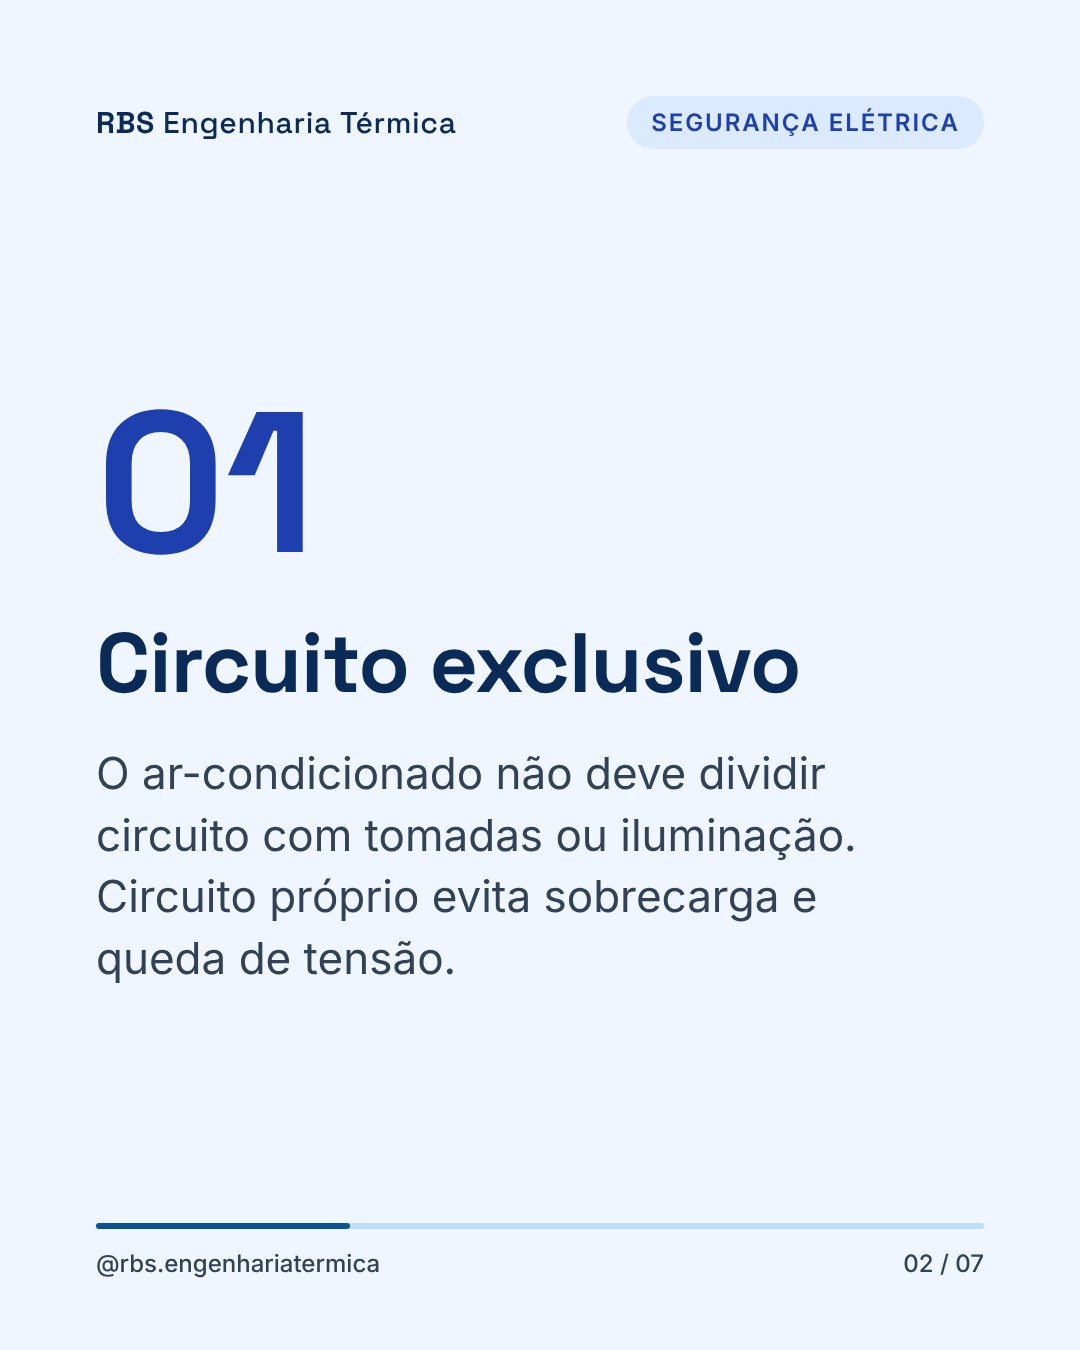 RBS Engenharia Térmica
SEGURANÇA ELÉTRICA
01
Circuito exclusivo
O ar-condicionado não deve dividir
circuito com tomadas ou iluminação.
Circuito próprio evita sobrecarga e
queda de tensão.
@rbs.engenhariatermica
02 / 07